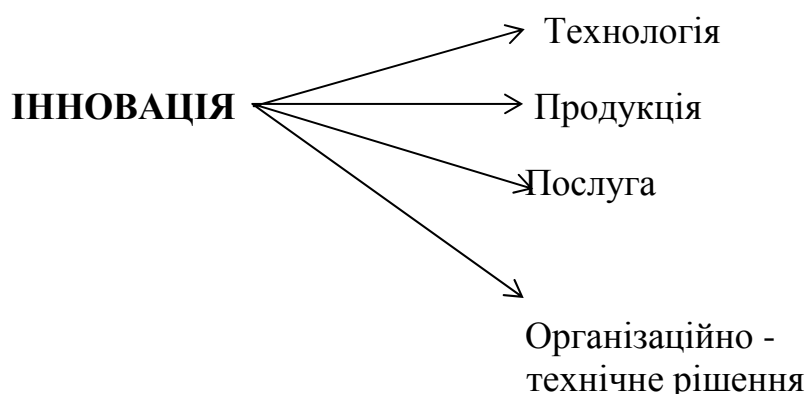 Технологія
ІННОВАЦІЯ
Продукція
Послуга
Організаційно -
технічне рішення